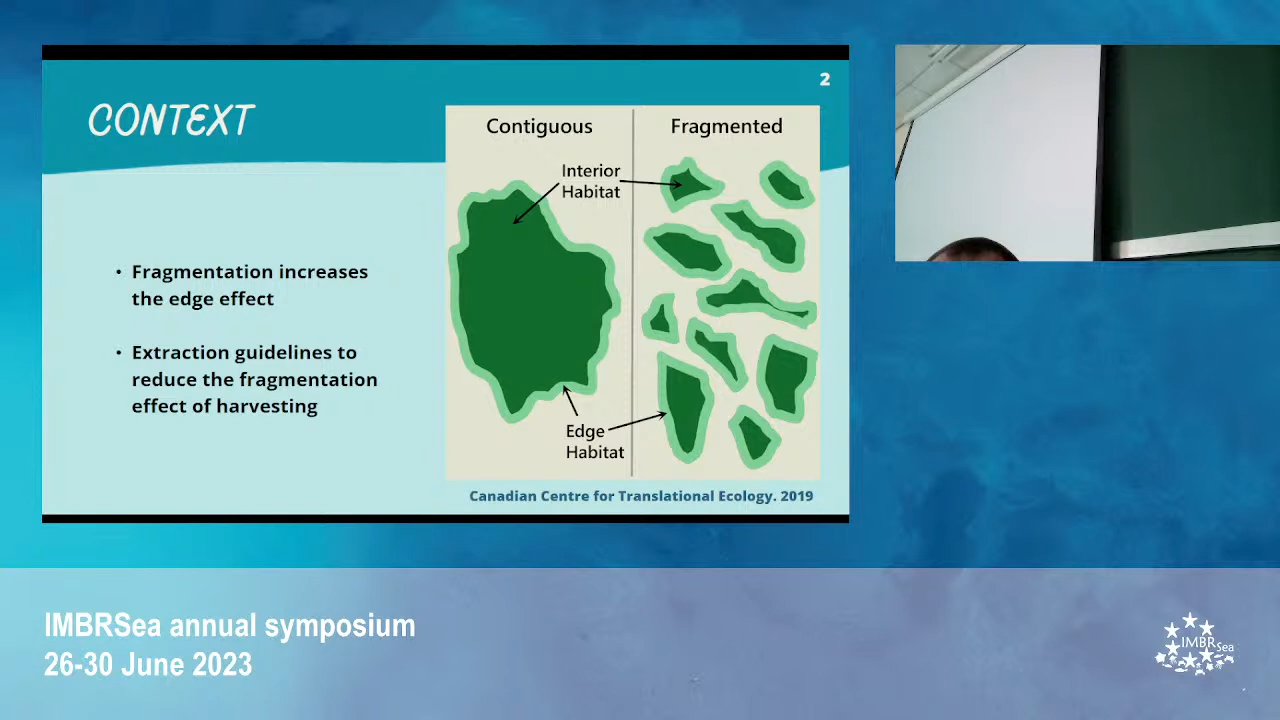 2
CONTEXT
Contiguous
Fragmented
Interior
Habitat
• Fragmentation increases
the edge effect
• Extraction guidelines to
reduce the fragmentation
effect of harvesting
Edge
Habitat
Canadian Centre for Translational Ecology. 2019
IMBRSea annual symposium
26-30 June 2023
IMBRSea